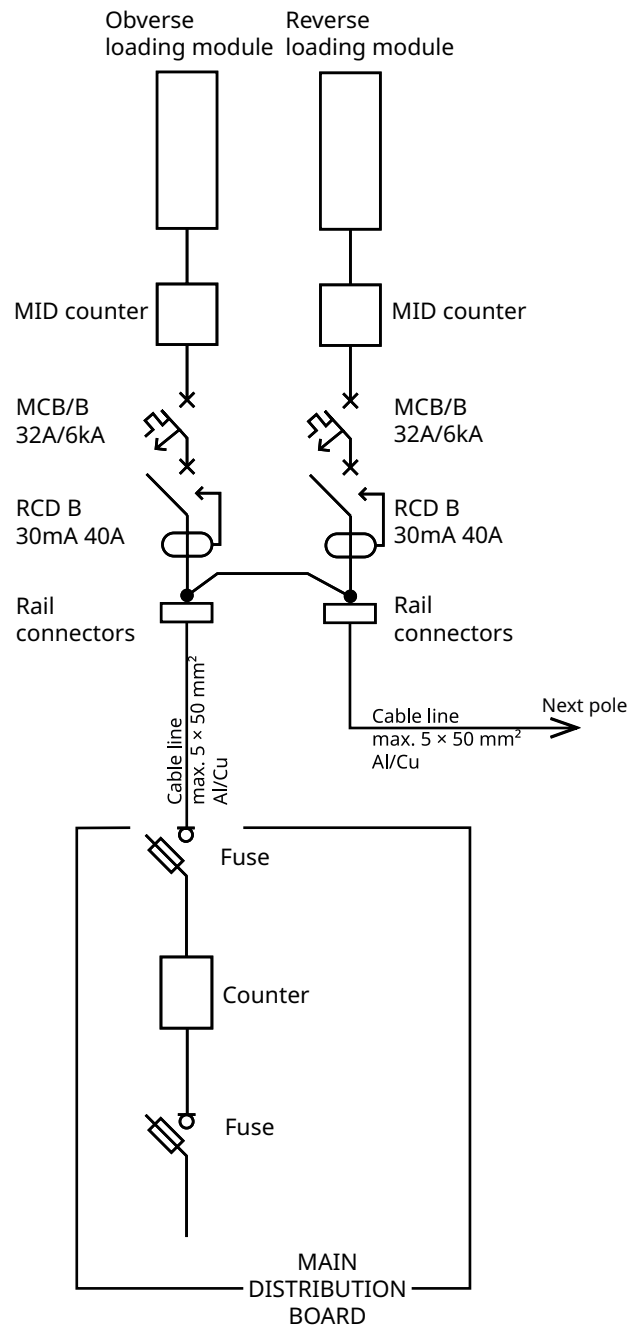 Obverse
loading module
Reverse
loading module
MID counter
MID counter
MCB/B
32A/6kA
MCB/B
32A/6kA
RCD B
30mA 40A
RCD B
30mA 40A
Rail
connectors
Rail
connectors
Cable line
max. 5 × 50 mm²
Al/Cu
Next pole
Cable line
max. 5 × 50 mm²
Al/Cu
Fuse
Counter
Fuse
MAIN
DISTRIBUTION
BOARD